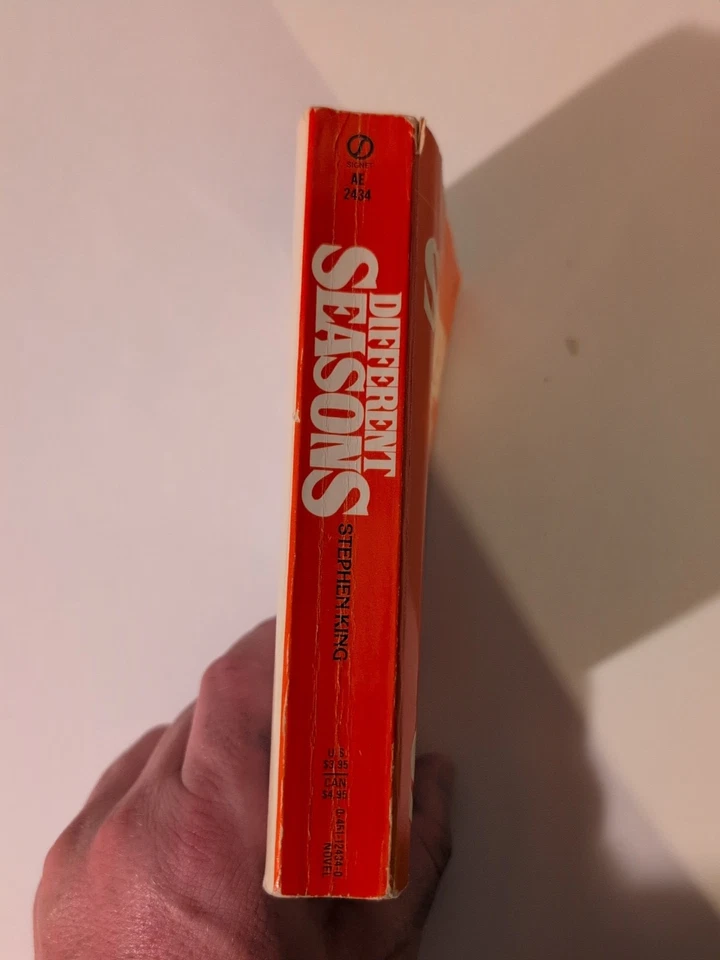 SIGNET
AE
2434
DIFFERENT
SEASONS
STEPHEN KING
U.S.
$3.95
CAN.
$4.95
0-451-12434-0
NOVEL